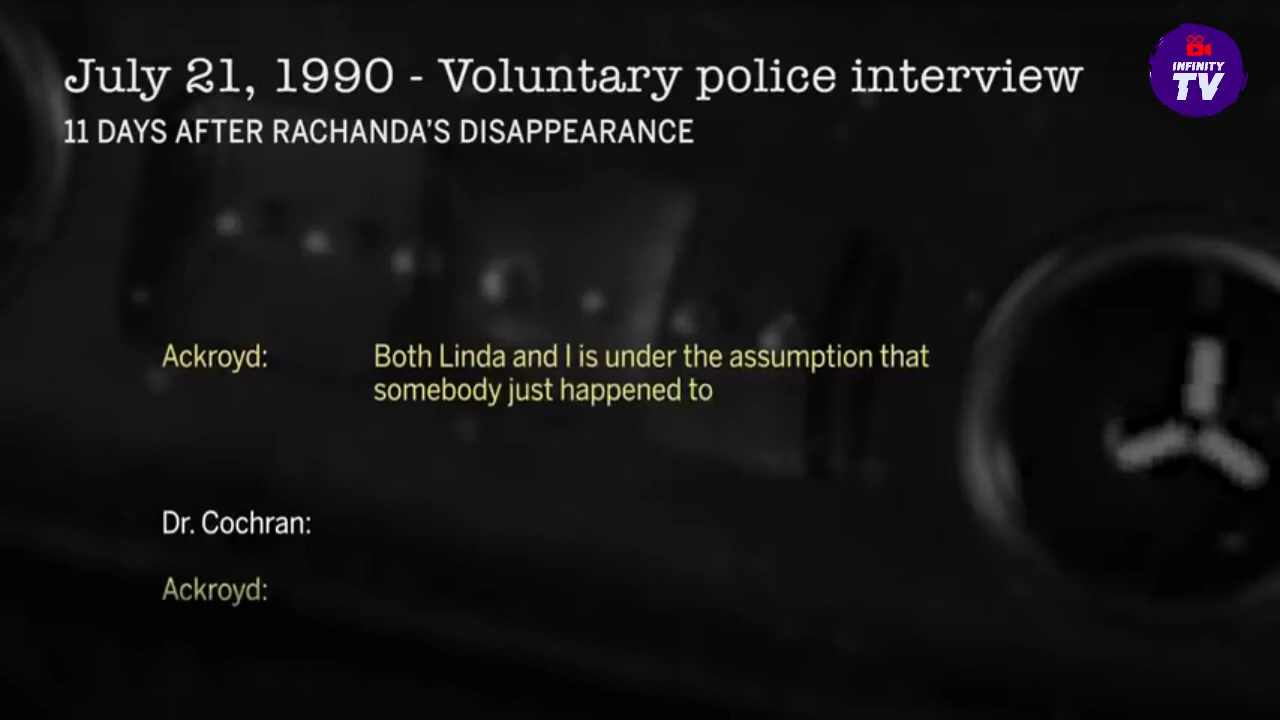 July 21, 1990 - Voluntary police interview
INFINITY
TV
11 DAYS AFTER RACHANDA'S DISAPPEARANCE
Ackroyd: Both Linda and I is under the assumption that
somebody just happened to
Dr. Cochran:
Ackroyd: